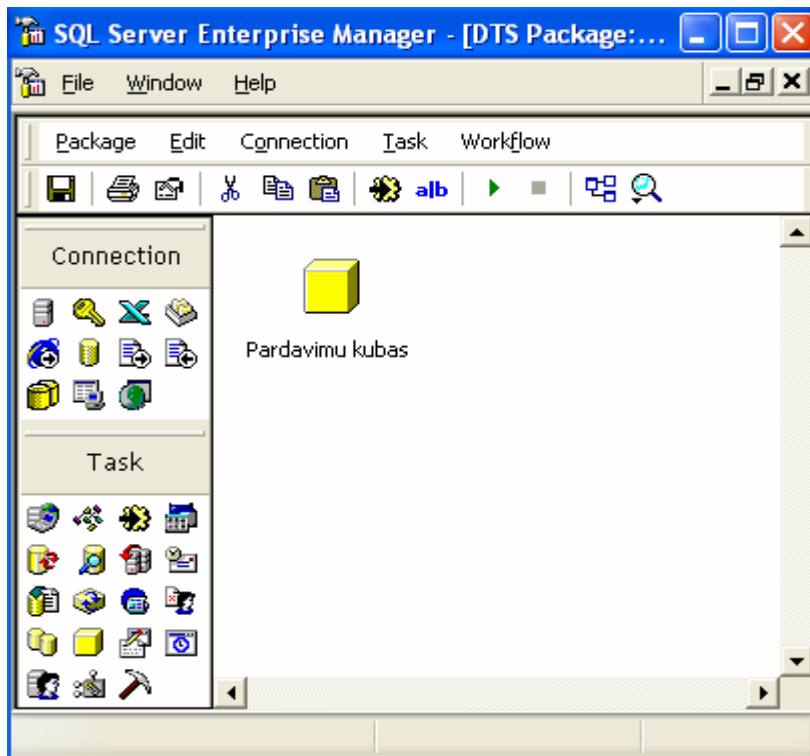 SQL Server Enterprise Manager - [DTS Package:...
File Window Help
Package Edit Connection Task Workflow
a|b
Connection
Pardavimu kubas
Task